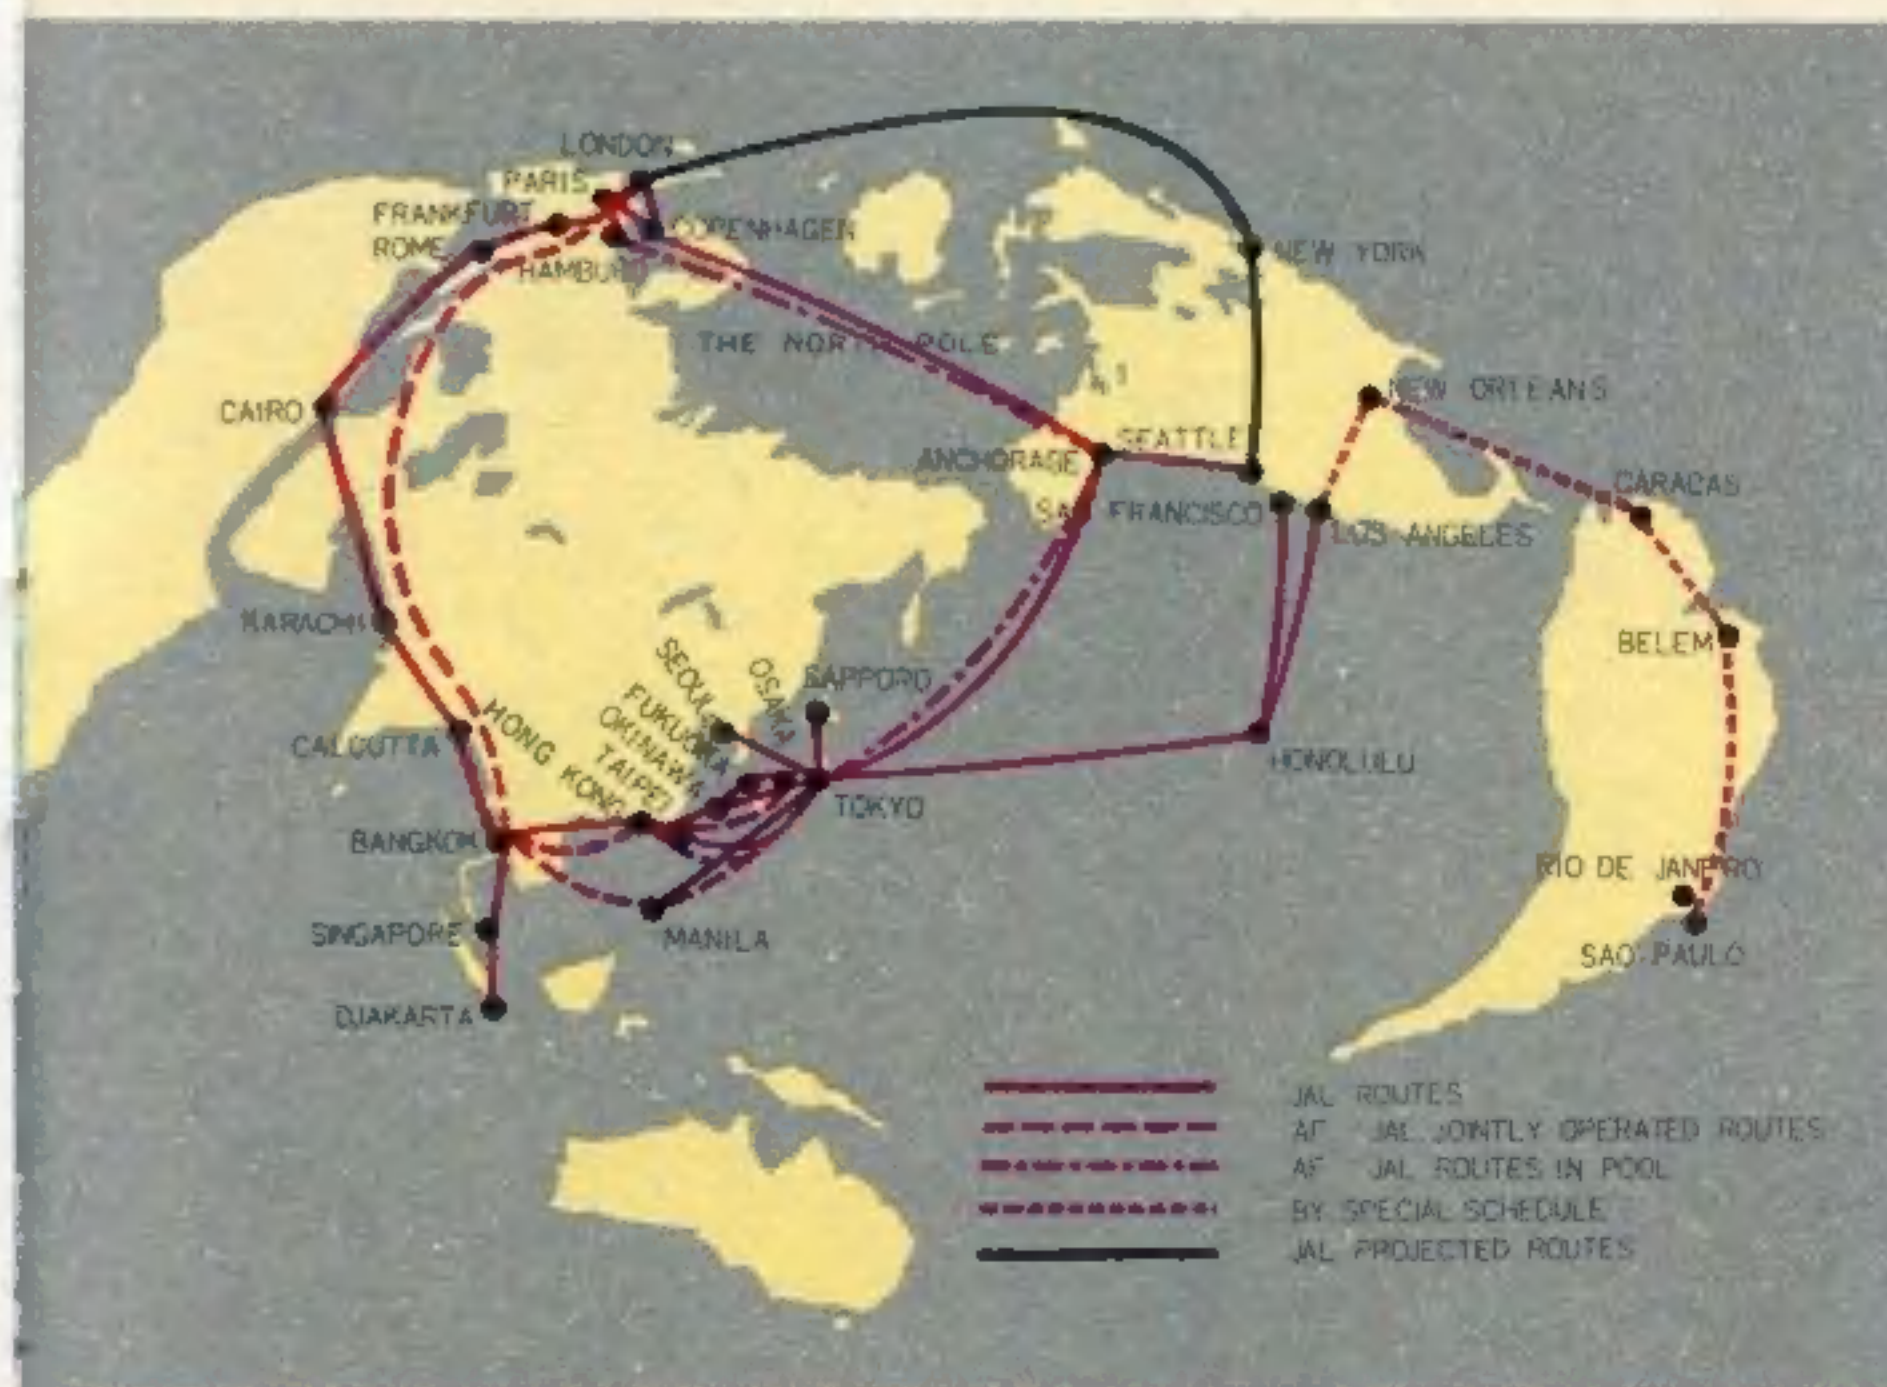 LONDON
PARIS
FRANKFURT
COPENHAGEN
ROME
HAMBURG
NEW YORK
THE NORTH POLE
CAIRO
NEW ORLEANS
SEATTLE
ANCHORAGE
CARACAS
SAN FRANCISCO
LOS ANGELES
KARACHI
BELEM
SEOUL
OSAKA
SAPPORO
FUKUOKA
OKINAWA
TAIPEI
HONG KONG
CALCUTTA
HONOLULU
TOKYO
BANGKOK
RIO DE JANEIRO
SINGAPORE
MANILA
SAO PAULO
DJAKARTA
JAL ROUTES
AF JAL JOINTLY OPERATED ROUTES
AF JAL ROUTES IN POOL
BY SPECIAL SCHEDULE
JAL PROJECTED ROUTES